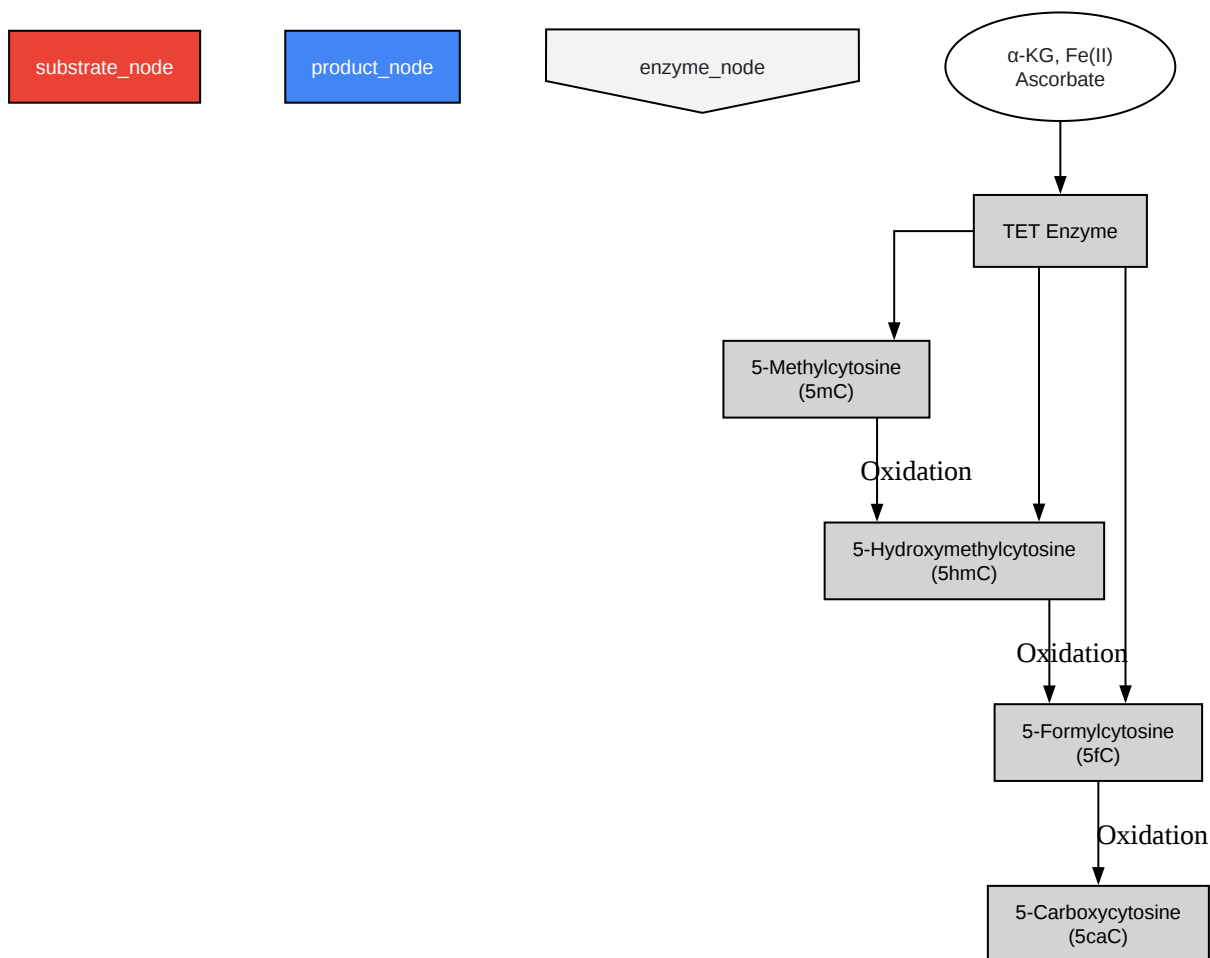 substrate_node
product_node
enzyme_node
α-KG, Fe(II)
Ascorbate
TET Enzyme
5-Methylcytosine
(5mC)
Oxidation
5-Hydroxymethylcytosine
(5hmC)
Oxidation
5-Formylcytosine
(5fC)
Oxidation
5-Carboxycytosine
(5caC)